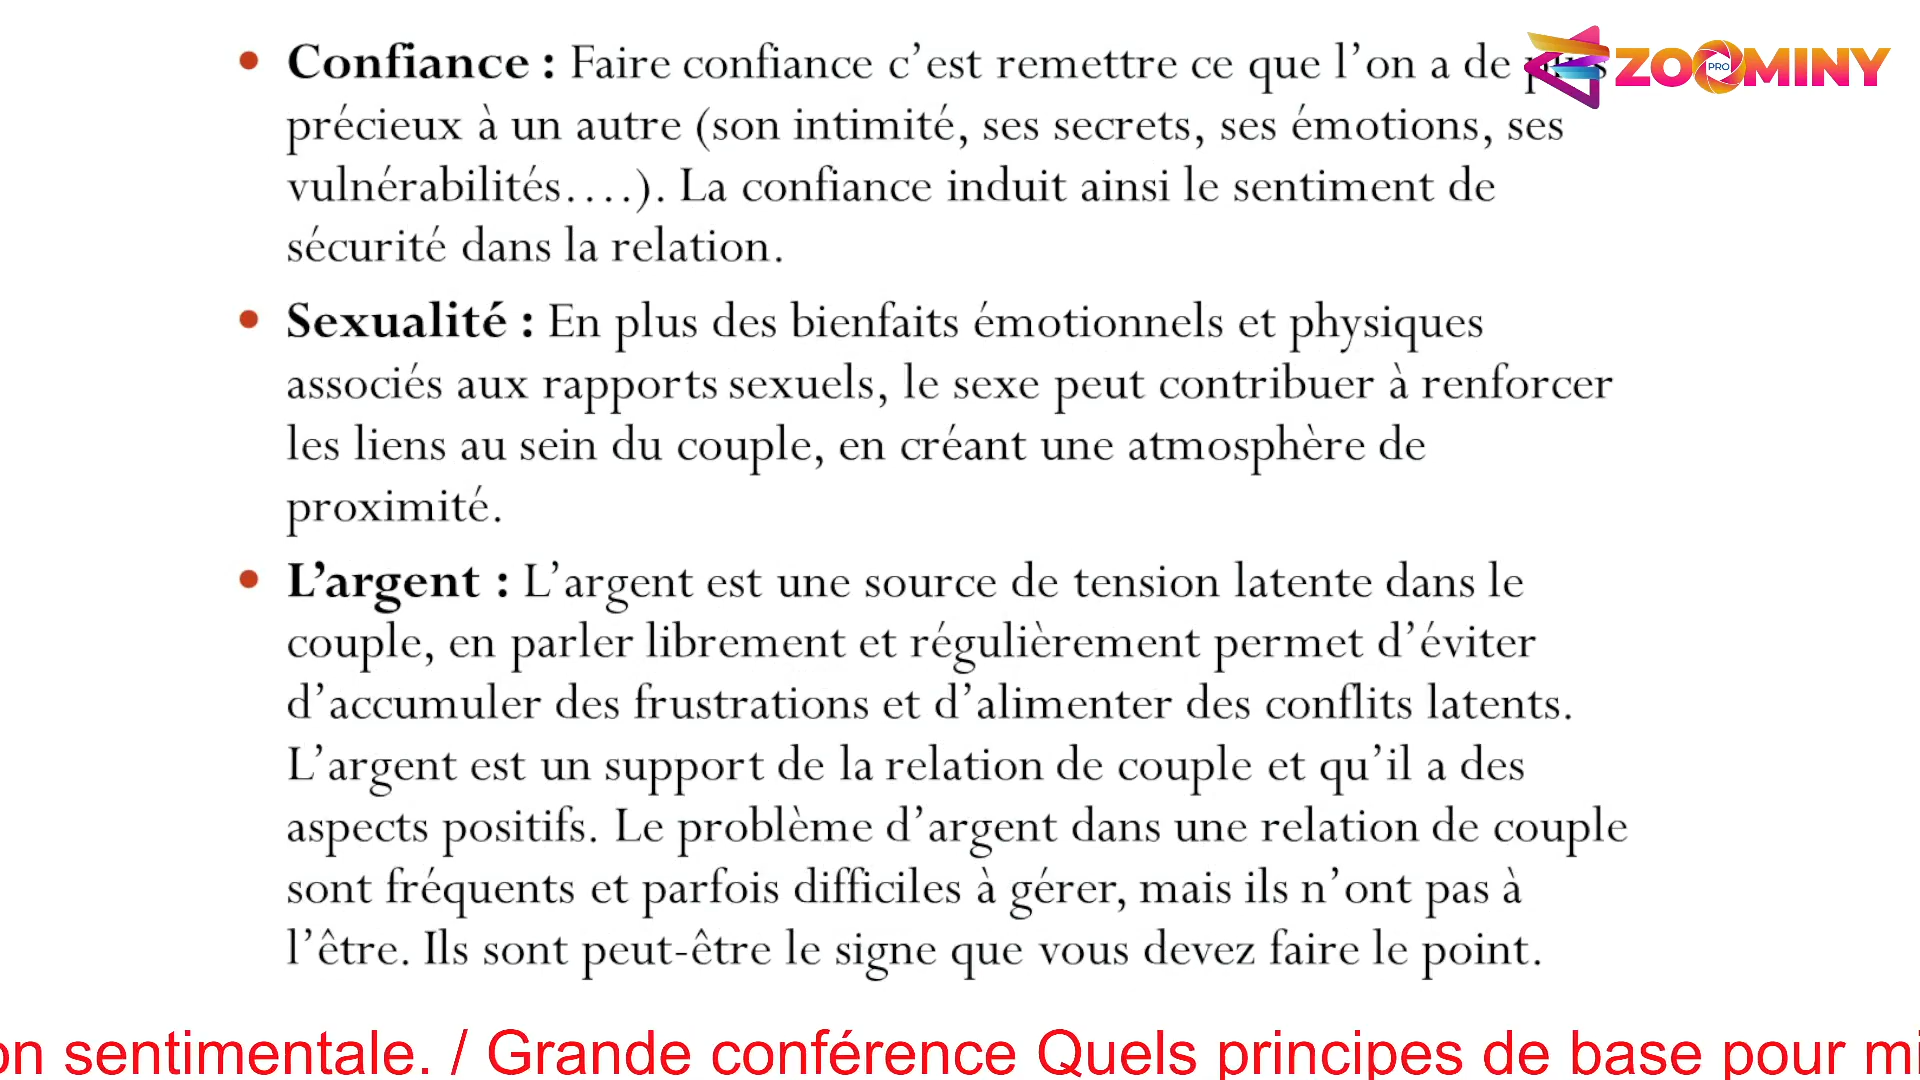 • Confiance : Faire confiance c’est remettre ce que l’on a de plus
précieux à un autre (son intimité, ses secrets, ses émotions, ses
vulnérabilités….). La confiance induit ainsi le sentiment de
sécurité dans la relation.
• Sexualité : En plus des bienfaits émotionnels et physiques
associés aux rapports sexuels, le sexe peut contribuer à renforcer
les liens au sein du couple, en créant une atmosphère de
proximité.
• L’argent : L’argent est une source de tension latente dans le
couple, en parler librement et régulièrement permet d’éviter
d’accumuler des frustrations et d’alimenter des conflits latents.
L’argent est un support de la relation de couple et qu’il a des
aspects positifs. Le problème d’argent dans une relation de couple
sont fréquents et parfois difficiles à gérer, mais ils n’ont pas à
l’être. Ils sont peut-être le signe que vous devez faire le point.
ZOOMINY
PRO
on sentimentale. / Grande conférence Quels principes de base pour mi